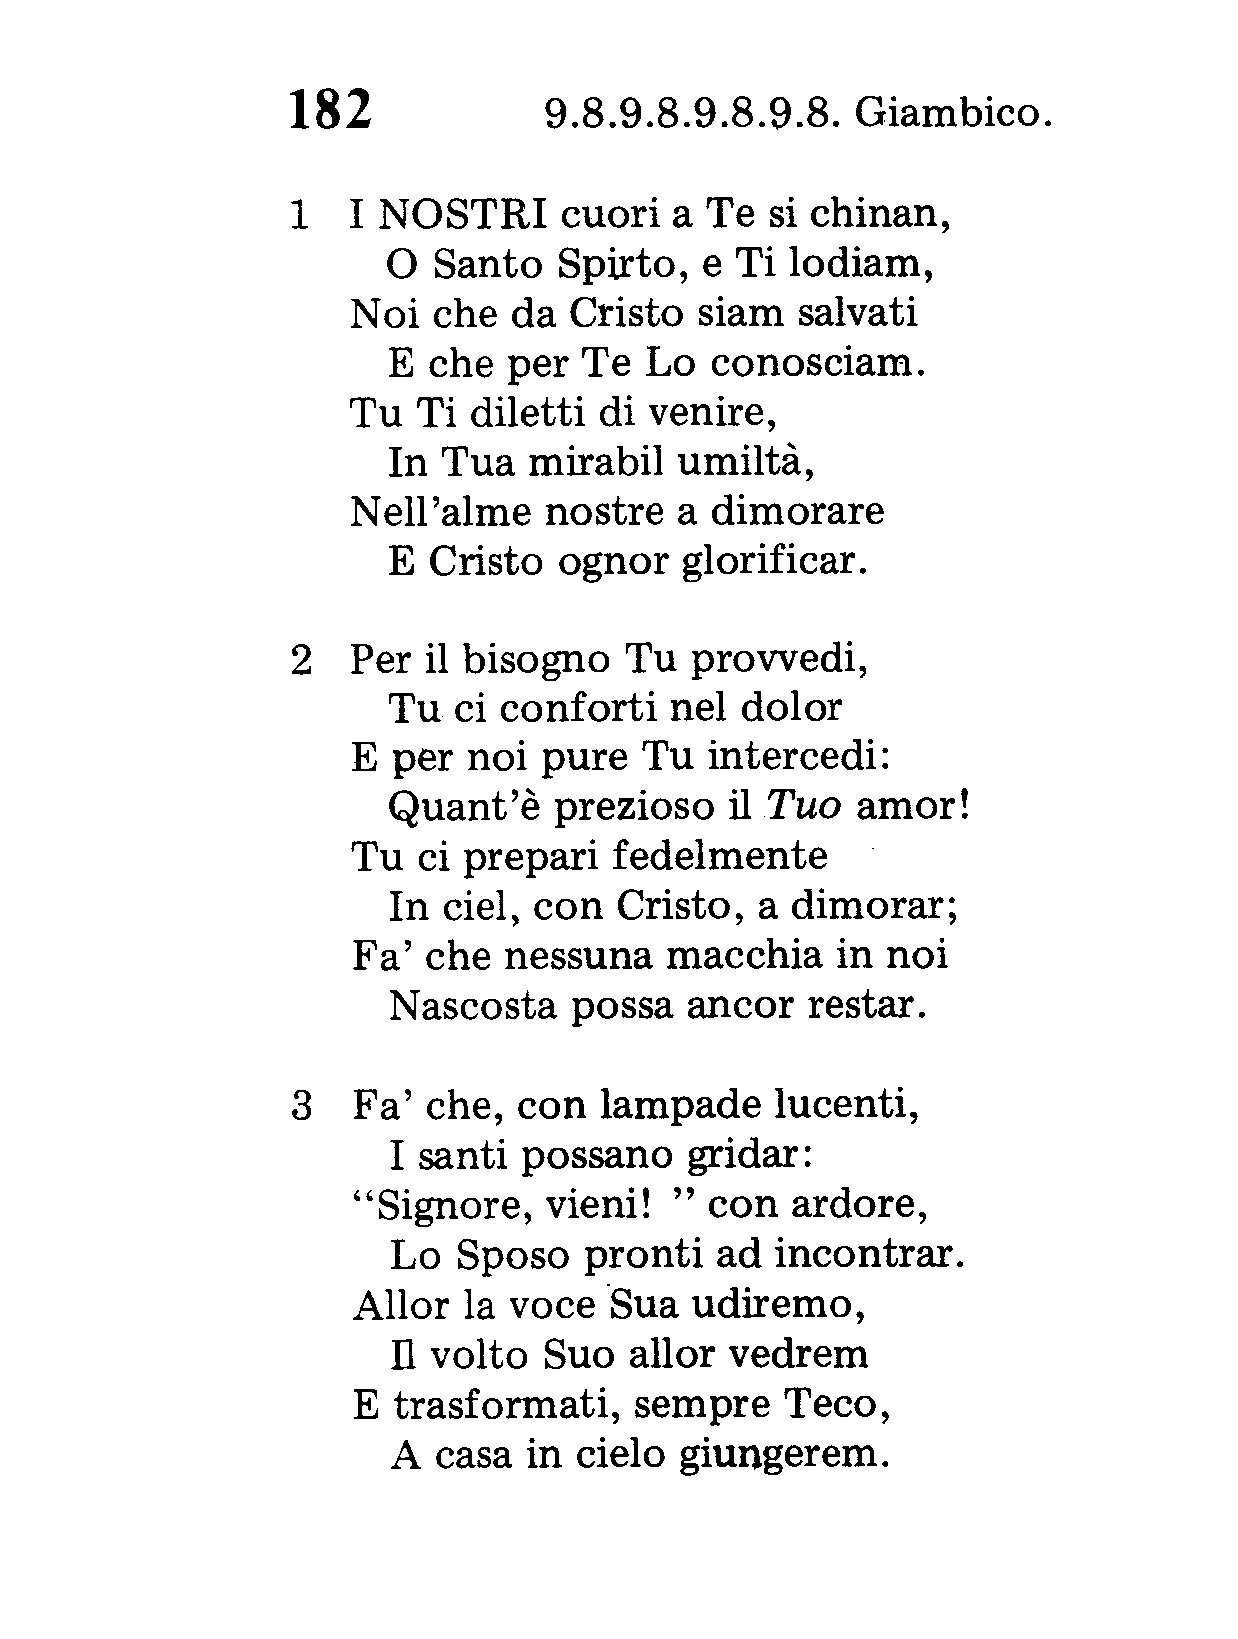 182 9.8.9.8.9.8.9.8. Giambico.
1 I NOSTRI cuori a Te si chinan,
O Santo Spirto, e Ti lodiam,
Noi che da Cristo siam salvati
E che per Te Lo conosciam.
Tu Ti diletti di venire,
In Tua mirabil umiltà,
Nell'alme nostre a dimorare
E Cristo ognor glorificar.
2 Per il bisogno Tu provvedi,
Tu ci conforti nel dolor
E per noi pure Tu intercedi:
Quant'è prezioso il Tuo amor!
Tu ci prepari fedelmente
In ciel, con Cristo, a dimorar;
Fa' che nessuna macchia in noi
Nascosta possa ancor restar.
3 Fa' che, con lampade lucenti,
I santi possano gridar:
“Signore, vieni! ” con ardore,
Lo Sposo pronti ad incontrar.
Allor la voce Sua udiremo,
Il volto Suo allor vedrem
E trasformati, sempre Teco,
A casa in cielo giungerem.